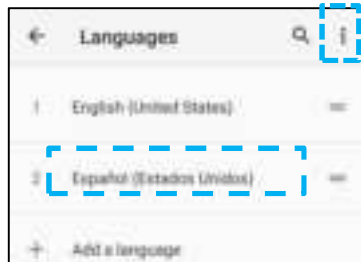 Languages
1 English (United States)
2 Español (Estados Unidos)
+ Add a language